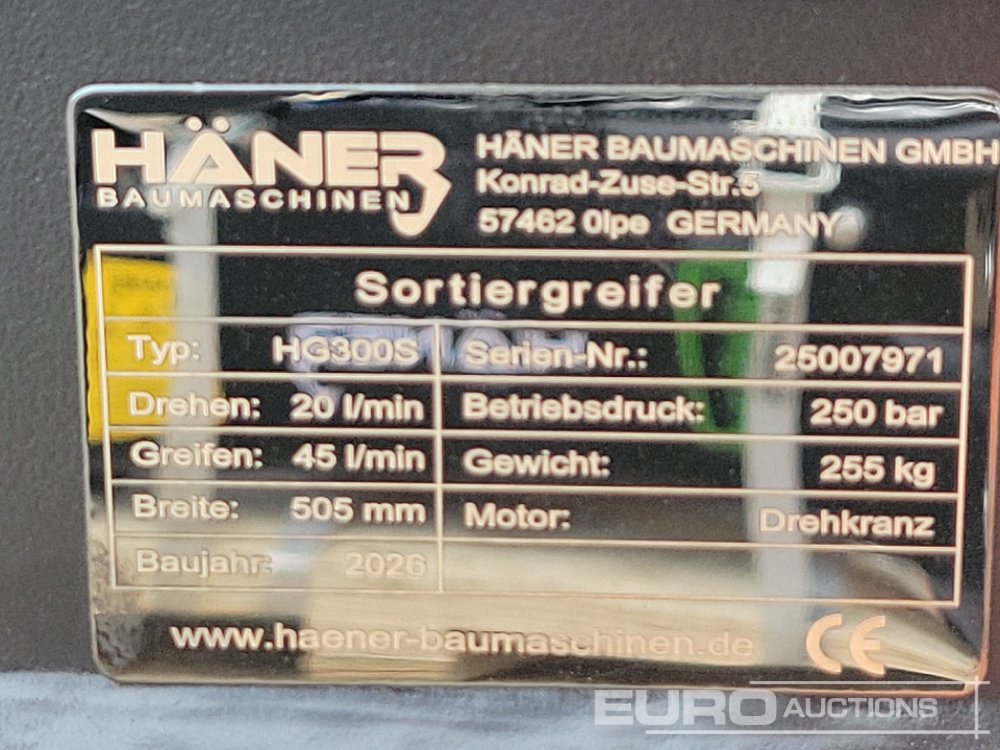 HÄNER
BAUMASCHINEN
HÄNER BAUMASCHINEN GMBH
Konrad-Zuse-Str.5
57462 Olpe GERMANY
Sortiergreifer
Typ: HG300S Serien-Nr.: 25007971
Drehen: 20 l/min Betriebsdruck: 250 bar
Greifen: 45 l/min Gewicht: 255 kg
Breite: 505 mm Motor: Drehkranz
Baujahr: 2026
www.haener-baumaschinen.de CE
EURO AUCTIONS